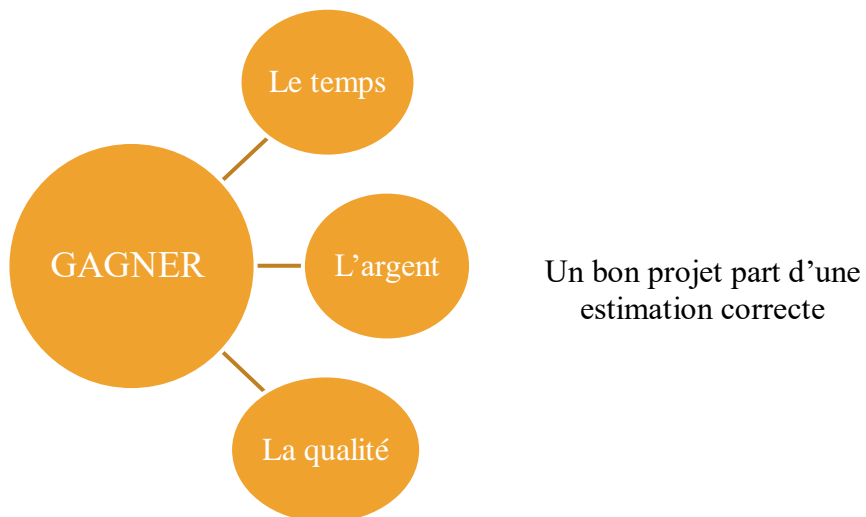 Le temps
GAGNER
L’argent
Un bon projet part d’une
estimation correcte
La qualité